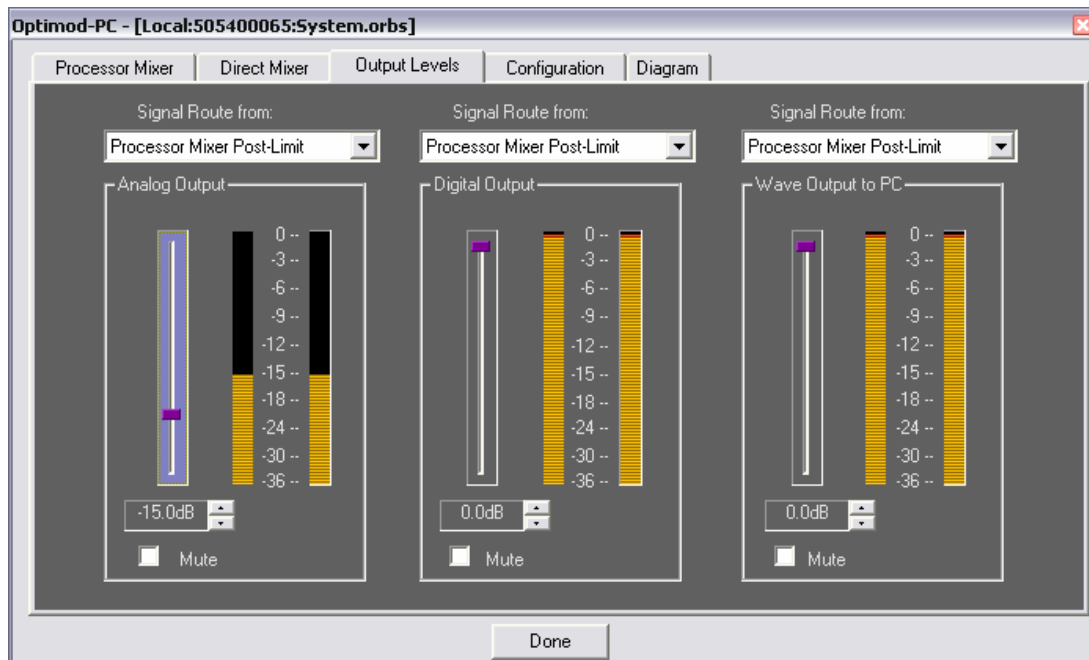 Optimod-PC - [Local:505400065:System.orbs]
Processor Mixer
Direct Mixer
Output Levels
Configuration
Diagram
Signal Route from:
Processor Mixer Post-Limit
Analog Output
0 --
-3 --
-6 --
-9 --
-12 --
-15 --
-18 --
-24 --
-30 --
-36 --
-15.0dB
Mute
Signal Route from:
Processor Mixer Post-Limit
Digital Output
0 --
-3 --
-6 --
-9 --
-12 --
-15 --
-18 --
-24 --
-30 --
-36 --
0.0dB
Mute
Signal Route from:
Processor Mixer Post-Limit
Wave Output to PC
0 --
-3 --
-6 --
-9 --
-12 --
-15 --
-18 --
-24 --
-30 --
-36 --
0.0dB
Mute
Done